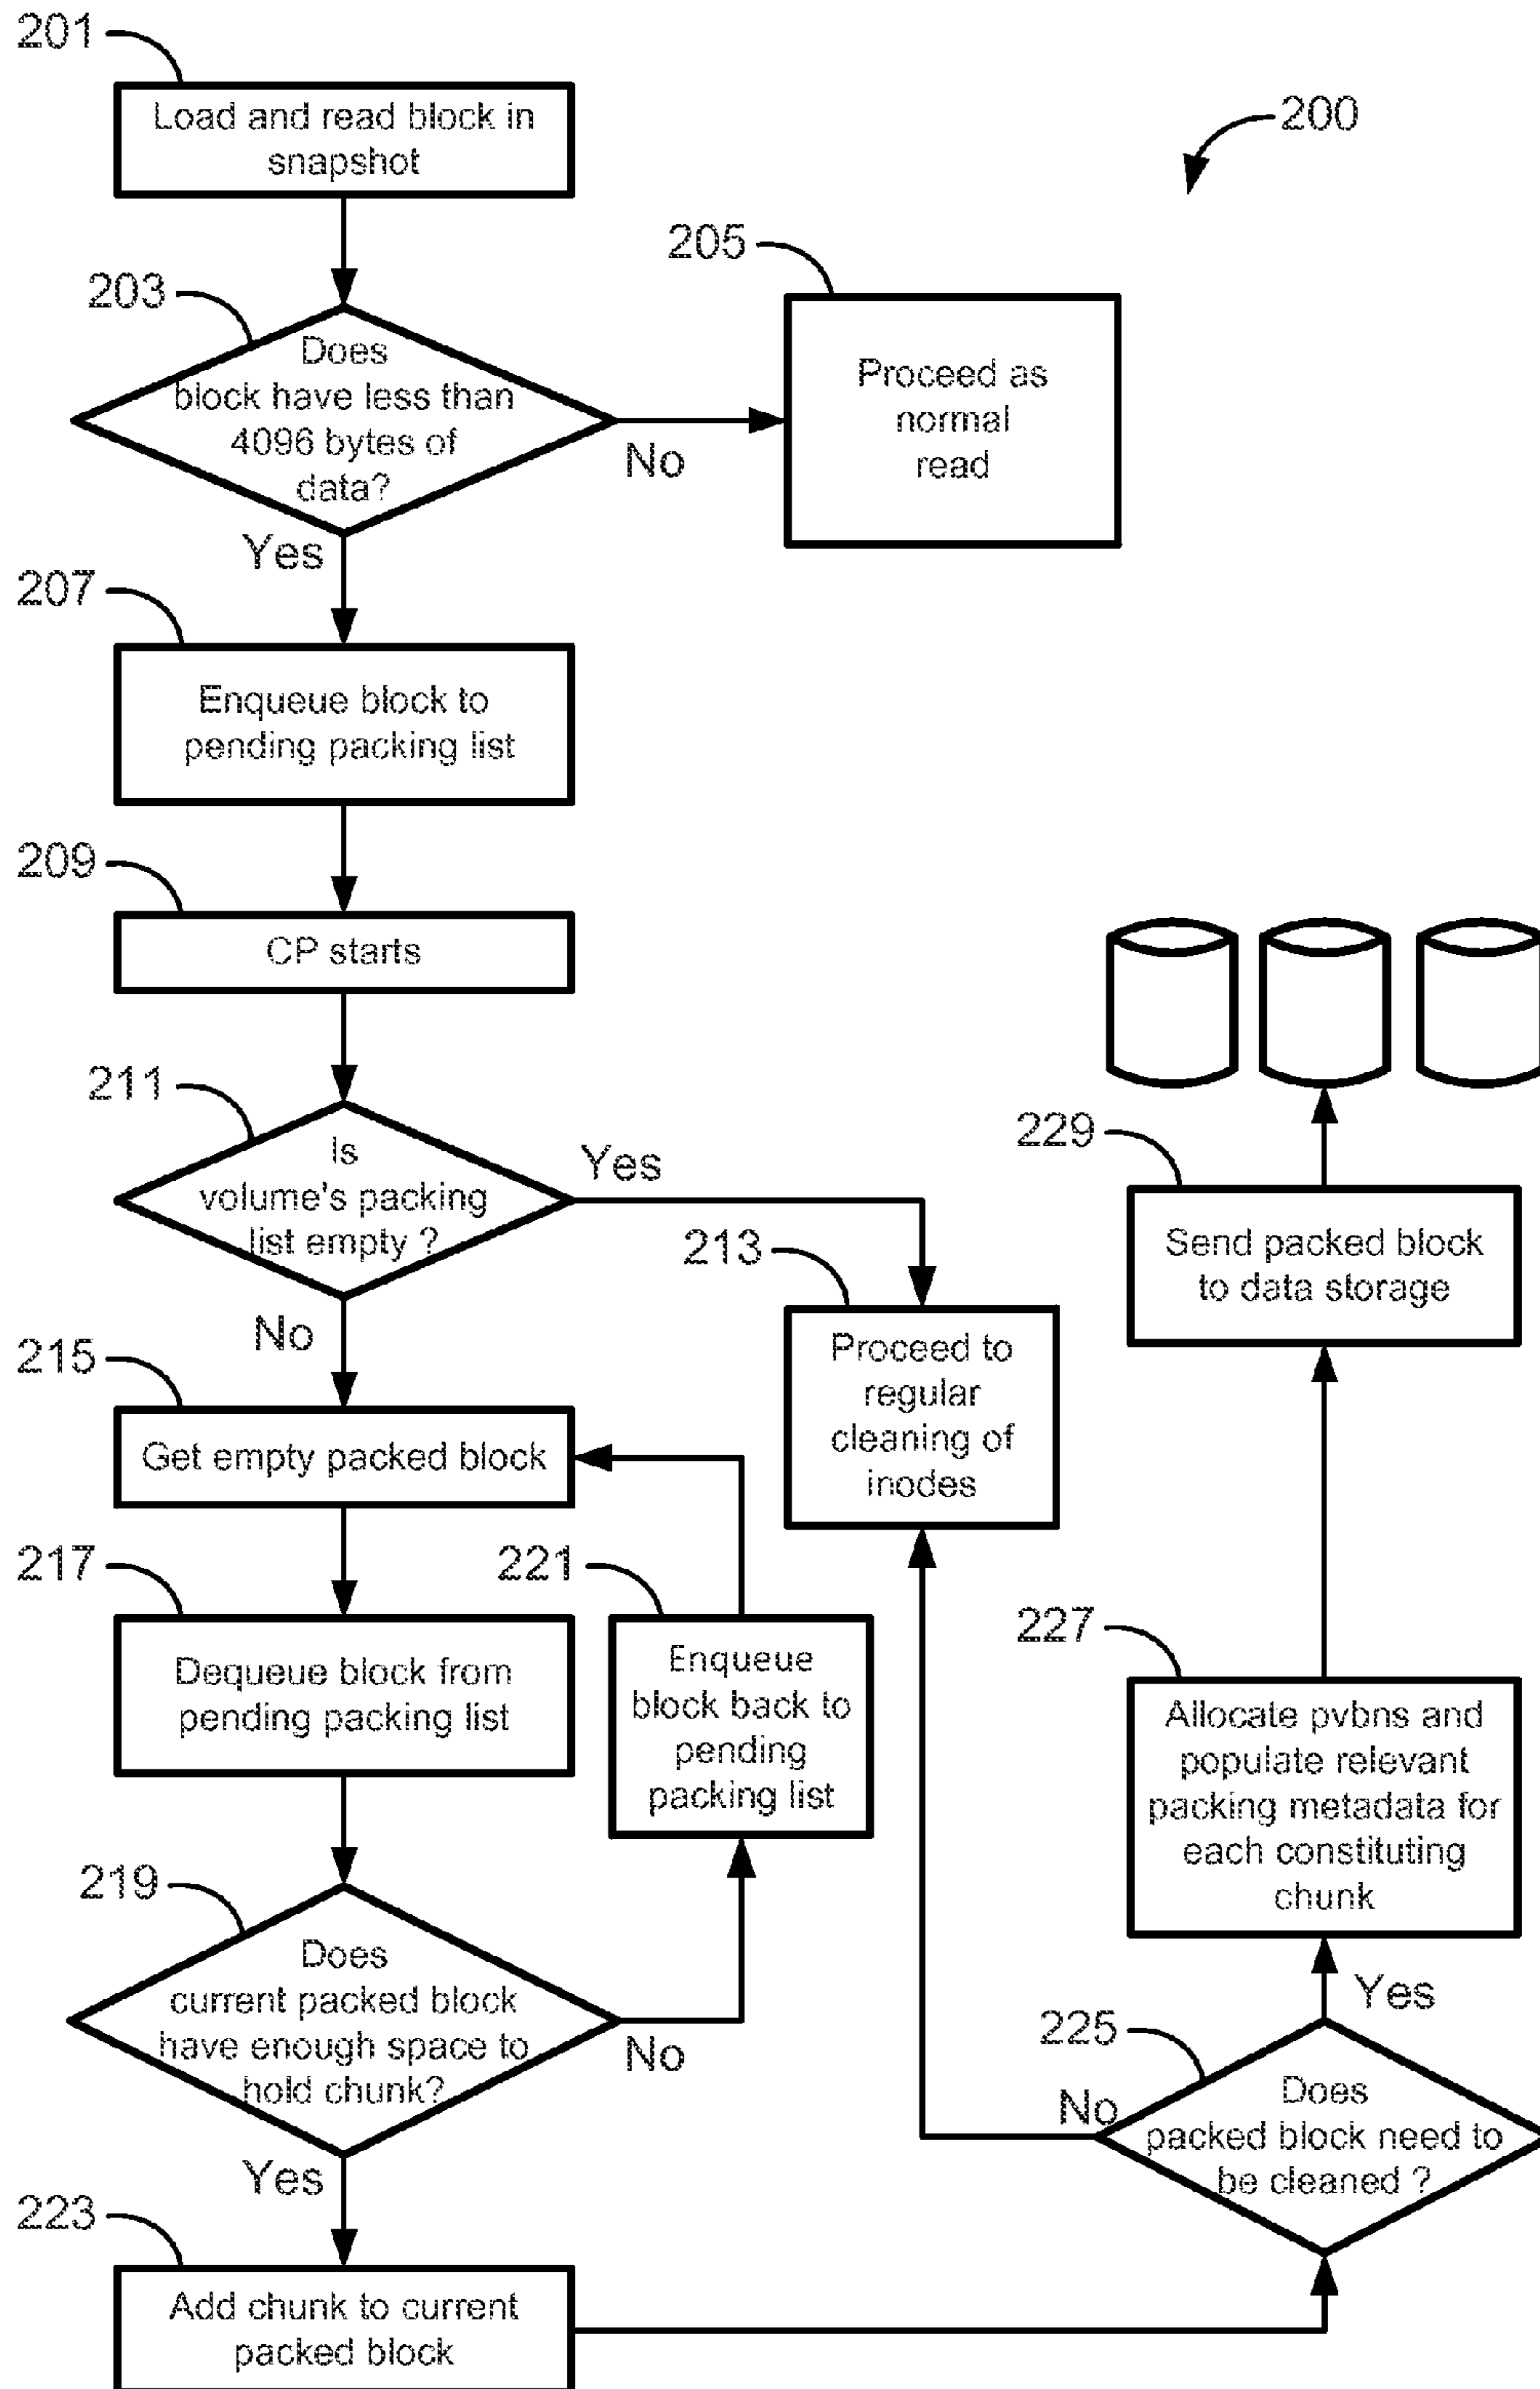 201
Load and read block in
snapshot
200
203
Does
block have less than
4096 bytes of
data?
No
Yes
205
Proceed as
normal
read
207
Enqueue block to
pending packing list
209
CP starts
211
Is
volume's packing
list empty ?
Yes
No
213
Proceed to
regular
cleaning of
inodes
215
Get empty packed block
217
Dequeue block from
pending packing list
221
Enqueue
block back to
pending
packing list
219
Does
current packed block
have enough space to
hold chunk?
No
Yes
223
Add chunk to current
packed block
225
Does
packed block need to
be cleaned ?
No
Yes
227
Allocate pvbns and
populate relevant
packing metadata for
each constituting
chunk
229
Send packed block
to data storage